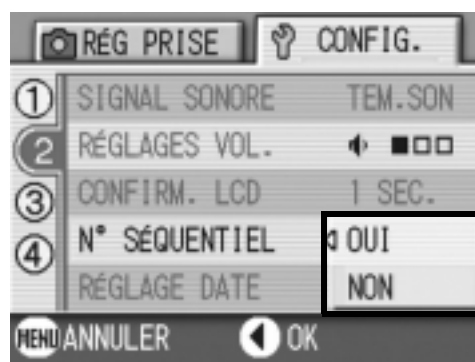 RÉG PRISE CONFIG.
1 SIGNAL SONORE TEM.SON
2 RÉGLAGES VOL.
3 CONFIRM. LCD 1 SEC.
4 N° SÉQUENTIEL OUI
RÉGLAGE DATE NON
MENU ANNULER OK